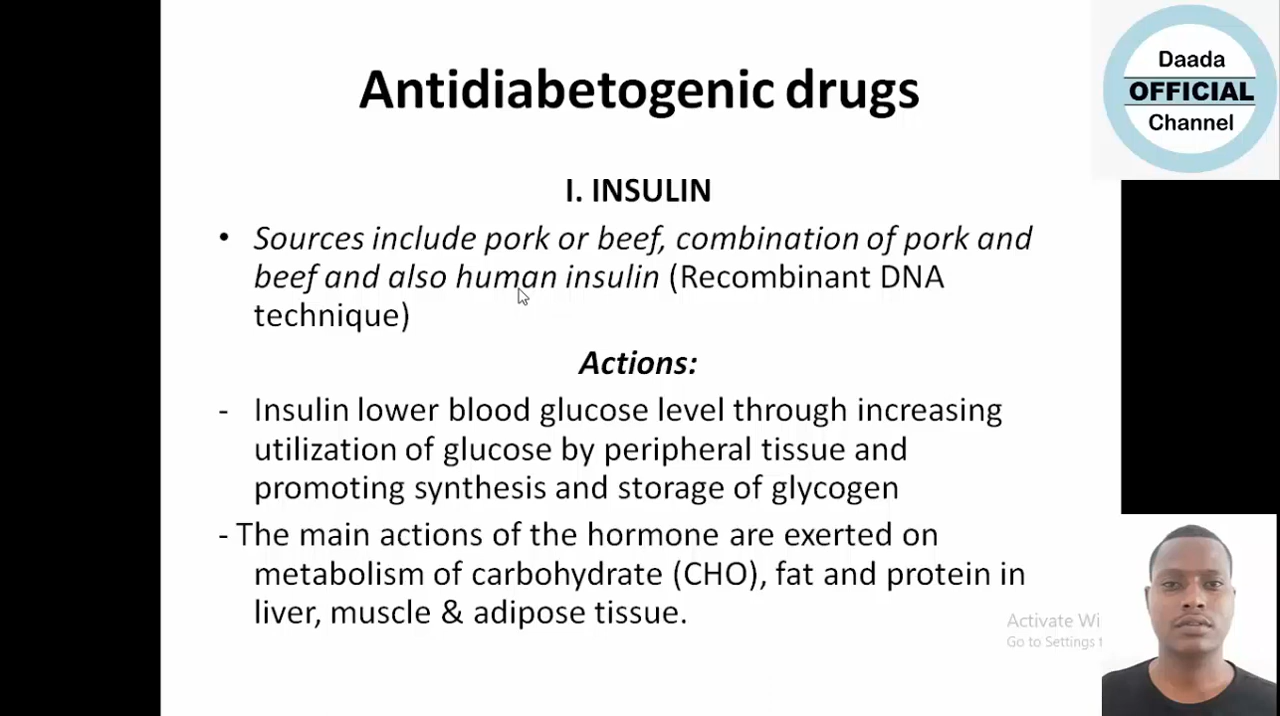 Antidiabetogenic drugs
Daada
OFFICIAL
Channel
I. INSULIN
• Sources include pork or beef, combination of pork and
beef and also human insulin (Recombinant DNA
technique)
Actions:
- Insulin lower blood glucose level through increasing
utilization of glucose by peripheral tissue and
promoting synthesis and storage of glycogen
- The main actions of the hormone are exerted on
metabolism of carbohydrate (CHO), fat and protein in
liver, muscle & adipose tissue.
Activate Wi
Go to Settings t